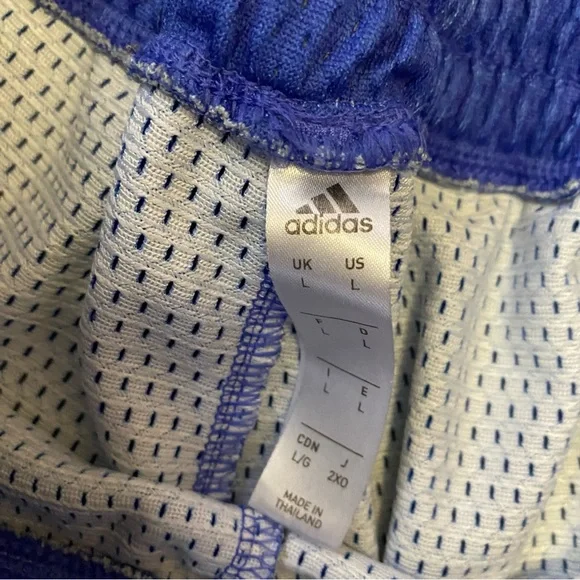 adidas
UK US
L L
F D
L L
I E
L L
CDN J
L/G 2XO
MADE IN
THAILAND